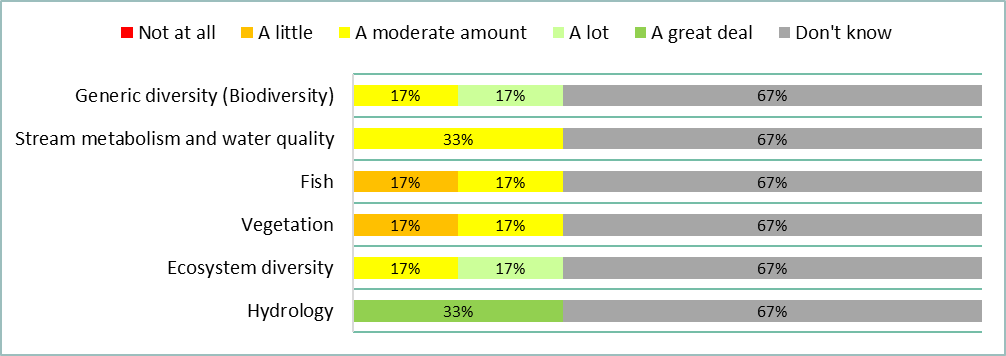 Not at all A little A moderate amount A lot A great deal Don't know
Generic diversity (Biodiversity) 17% 17% 67%
Stream metabolism and water quality 33% 67%
Fish 17% 17% 67%
Vegetation 17% 17% 67%
Ecosystem diversity 17% 17% 67%
Hydrology 33% 67%